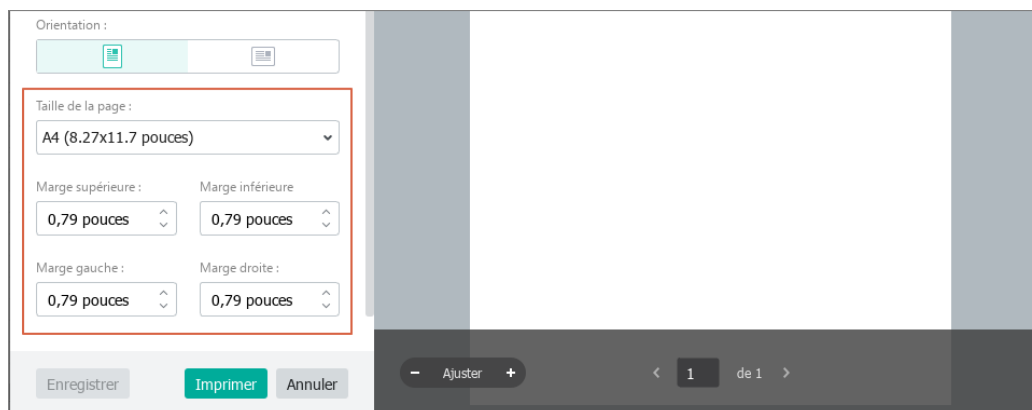 Orientation :
Taille de la page :
A4 (8.27x11.7 pouces)
Marge supérieure : Marge inférieure
0,79 pouces 0,79 pouces
Marge gauche : Marge droite :
0,79 pouces 0,79 pouces
Enregistrer Imprimer Annuler
- Ajuster + < 1 de 1 >